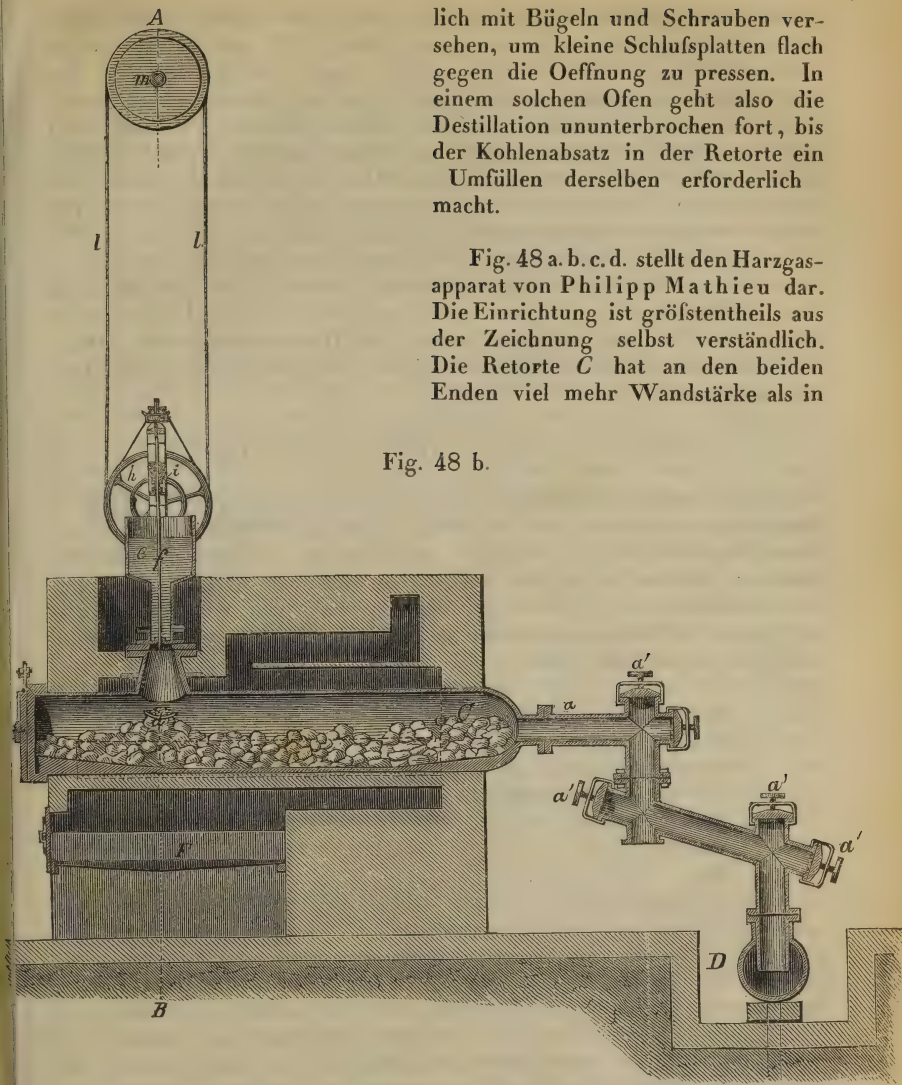 A
lich mit Bügeln und Schrauben ver-
sehen, um kleine Schluſsplatten flach
gegen die Oeffnung zu pressen. In
einem solchen Ofen geht also die
Destillation ununterbrochen fort, bis
der Kohlenabsatz in der Retorte ein
Umfüllen derselben erforderlich
macht.
Fig. 48 a. b. c. d. stellt den Harzgas-
apparat von Philipp Mathieu dar.
Die Einrichtung ist gröſstentheils aus
der Zeichnung selbst verständlich.
Die Retorte C hat an den beiden
Enden viel mehr Wandstärke als in
Fig. 48 b.
m
l l
h i
e f
d C
a a'
a' a'
a'
F
D
B